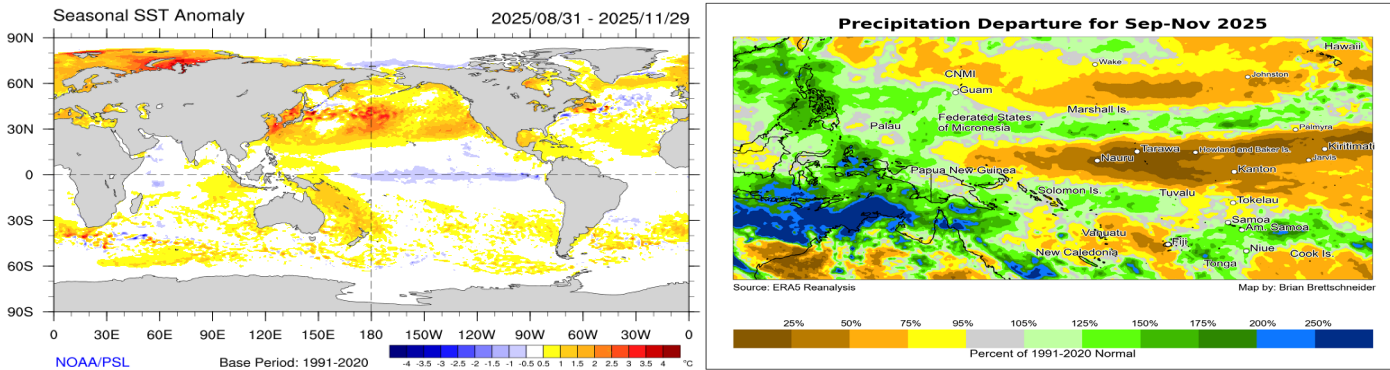 Seasonal SST Anomaly 2025/08/31 - 2025/11/29
90N
60N
30N
0
30S
60S
90S
0 30E 60E 90E 120E 150E 180 150W 120W 90W 60W 30W 0
NOAA/PSL
Base Period: 1991-2020
-4 -3.5 -3 -2.5 -2 -1.5 -1 -0.5 0.5 1 1.5 2 2.5 3 3.5 4 °C
Precipitation Departure for Sep-Nov 2025
Hawaii
Wake
CNMI
Johnston
Guam
Marshall Is.
Federated States
of Micronesia
Palau
Palmyra
Tarawa
Howland and Baker Is.
Kiritimati
Nauru
Jarvis
Papua New Guinea
Kanton
Solomon Is.
Tuvalu
Tokelau
Samoa
Am. Samoa
Vanuatu
Fiji
New Caledonia
Niue
Cook Is.
Tonga
Source: ERA5 Reanalysis
Map by: Brian Brettschneider
25% 50% 75% 95% 105% 125% 150% 175% 200% 250%
Percent of 1991-2020 Normal